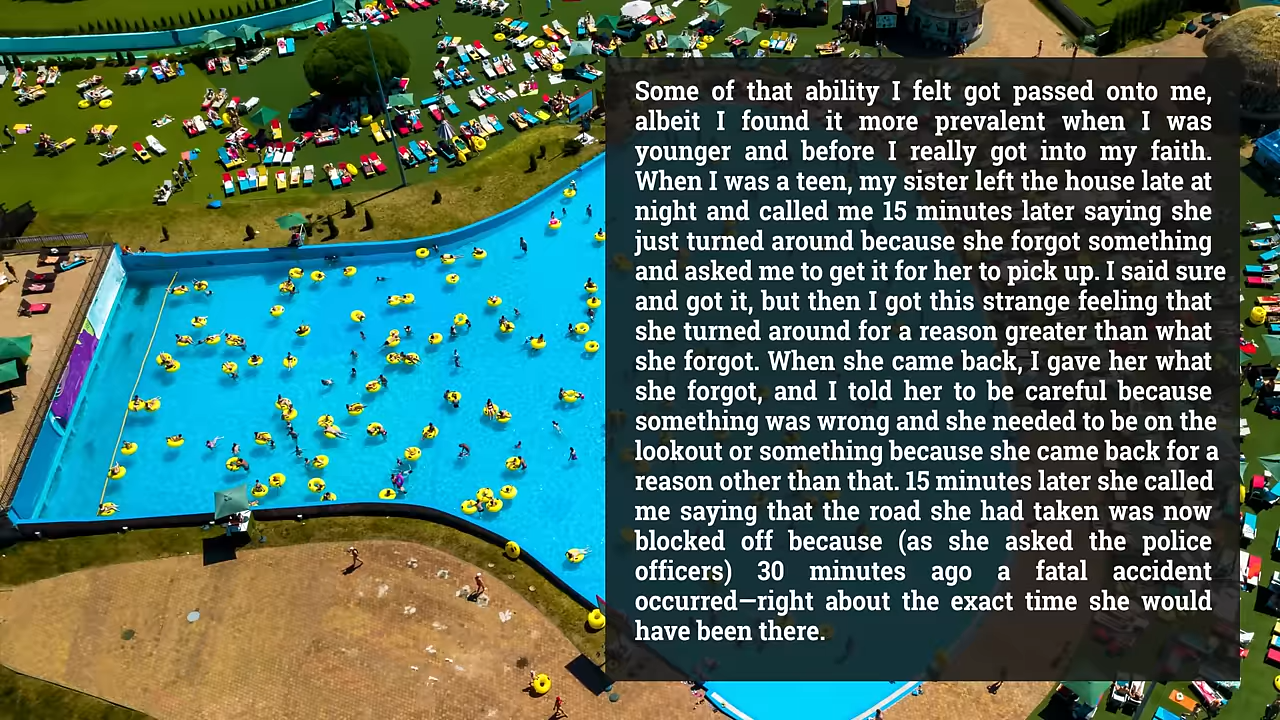 Some of that ability I felt got passed onto me,
albeit I found it more prevalent when I was
younger and before I really got into my faith.
When I was a teen, my sister left the house late at
night and called me 15 minutes later saying she
just turned around because she forgot something
and asked me to get it for her to pick up. I said sure
and got it, but then I got this strange feeling that
she turned around for a reason greater than what
she forgot. When she came back, I gave her what
she forgot, and I told her to be careful because
something was wrong and she needed to be on the
lookout or something because she came back for a
reason other than that. 15 minutes later she called
me saying that the road she had taken was now
blocked off because (as she asked the police
officers) 30 minutes ago a fatal accident
occurred—right about the exact time she would
have been there.